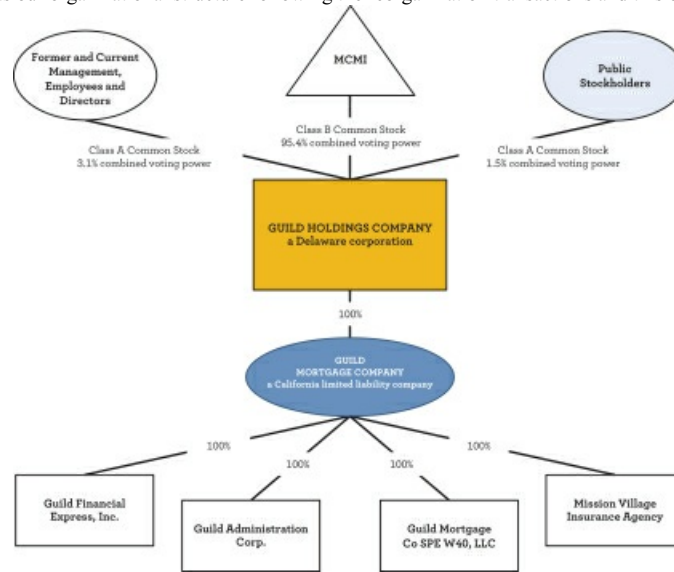 Former and Current
Management,
Employees and
Directors
MCMI
Public
Stockholders
Class A Common Stock
3.1% combined voting power
Class B Common Stock
95.4% combined voting power
Class A Common Stock
1.5% combined voting power
GUILD HOLDINGS COMPANY
a Delaware corporation
100%
GUILD
MORTGAGE COMPANY
a California limited liability company
100%
100%
100%
100%
Guild Financial
Express, Inc.
Guild Administration
Corp.
Guild Mortgage
Co SPE W40, LLC
Mission Village
Insurance Agency